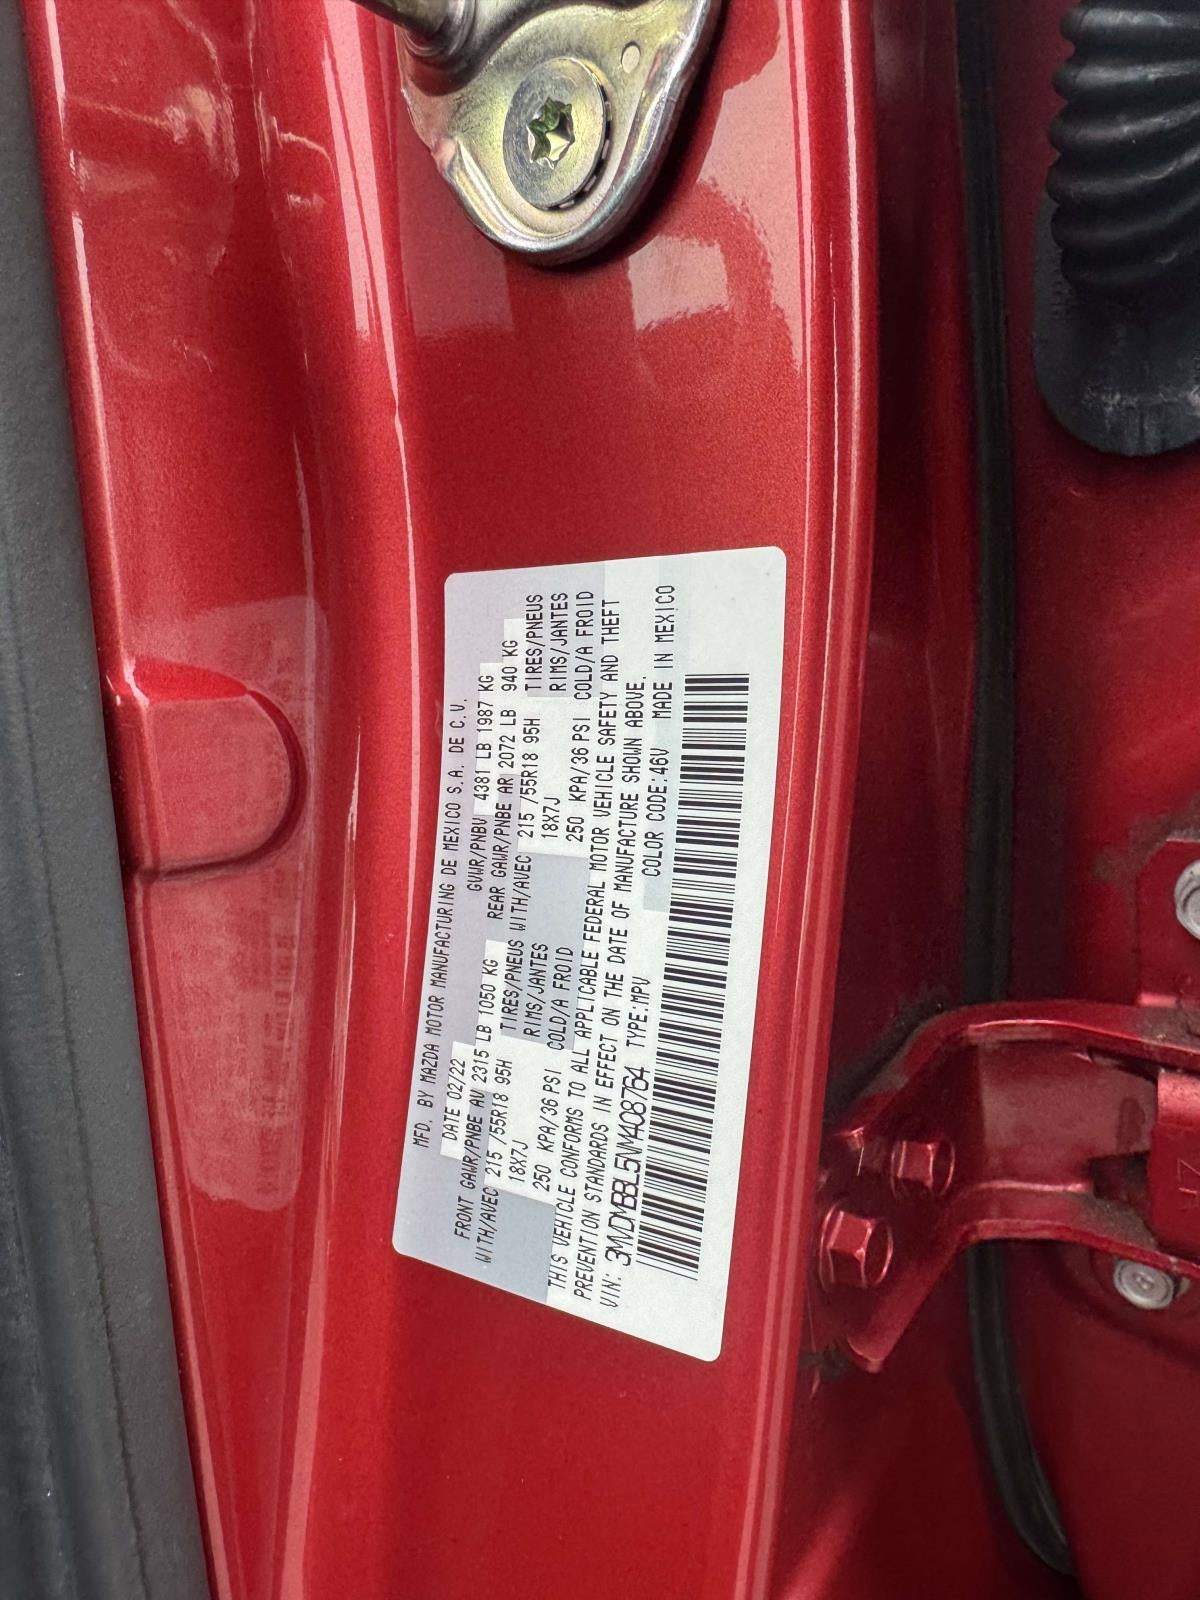 MFD. BY MAZDA MOTOR MANUFACTURING DE MEXICO S.A. DE C.V.
DATE 02/22 GVWR/PNBV 4381 LB 1987 KG
FRONT GAWR/PNBE AV 2315 LB 1050 KG REAR GAWR/PNBE AR 2072 LB 940 KG
WITH/AVEC 215 /55R18 95H TIRES/PNEUS WITH/AVEC 215 /55R18 95H TIRES/PNEUS
18X7J RIMS/JANTES 18X7J RIMS/JANTES
250 KPA/36 PSI COLD/A FROID 250 KPA/36 PSI COLD/A FROID
THIS VEHICLE CONFORMS TO ALL APPLICABLE FEDERAL MOTOR VEHICLE SAFETY AND THEFT
PREVENTION STANDARDS IN EFFECT ON THE DATE OF MANUFACTURE SHOWN ABOVE.
VIN: 3MVDMBBL5NM408764 TYPE:MPV COLOR CODE:46V MADE IN MEXICO